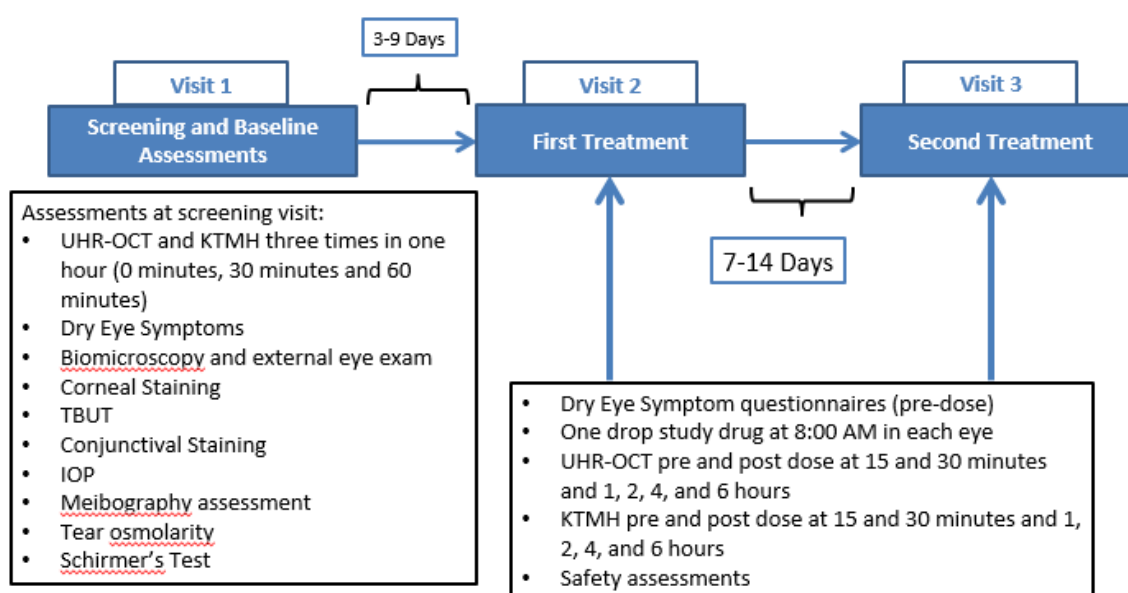 3-9 Days
Visit 1
Visit 2
Visit 3
Screening and Baseline
Assessments
First Treatment
Second Treatment
7-14 Days
Assessments at screening visit:
• UHR-OCT and KTMH three times in one
hour (0 minutes, 30 minutes and 60
minutes)
• Dry Eye Symptoms
• Biomicroscopy and external eye exam
• Corneal Staining
• TBUT
• Conjunctival Staining
• IOP
• Meibography assessment
• Tear osmolarity
• Schirmer's Test
• Dry Eye Symptom questionnaires (pre-dose)
• One drop study drug at 8:00 AM in each eye
• UHR-OCT pre and post dose at 15 and 30 minutes
and 1, 2, 4, and 6 hours
• KTMH pre and post dose at 15 and 30 minutes and 1,
2, 4, and 6 hours
• Safety assessments